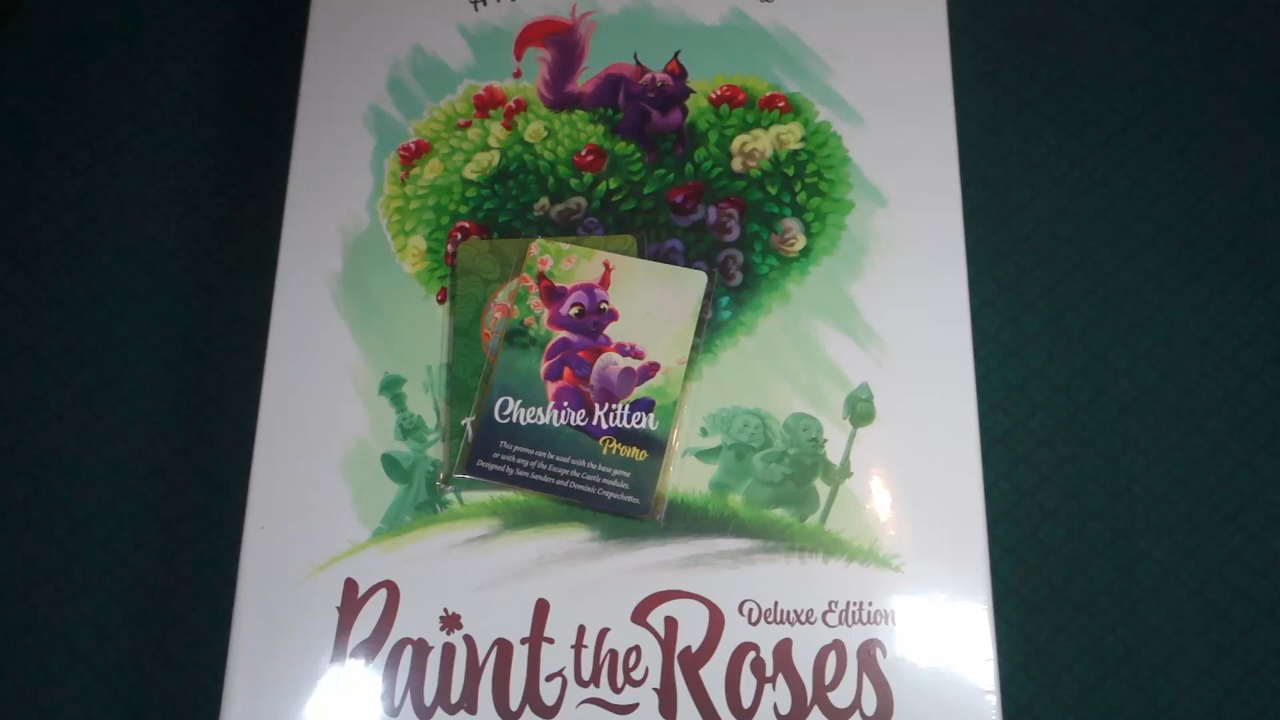 Cheshire Kitten
Promo
This promo can be used with the base game
or with any of the Escape the Castle modules.
Designed by Sam Sanders and Dominic Crapuchettes.
Deluxe Edition
Paint the Roses